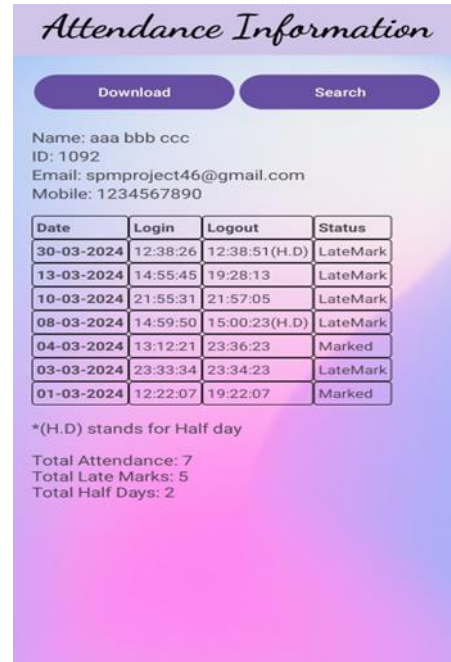 Attendance Information
Download Search
Name: aaa bbb ccc
ID: 1092
Email: spmproject46@gmail.com
Mobile: 1234567890
Date Login Logout Status
30-03-2024 12:38:26 12:38:51(H.D) LateMark
13-03-2024 14:55:45 19:28:13 LateMark
10-03-2024 21:55:31 21:57:05 LateMark
08-03-2024 14:59:50 15:00:23(H.D) LateMark
04-03-2024 13:12:21 23:36:23 Marked
03-03-2024 23:33:34 23:34:23 LateMark
01-03-2024 12:22:07 19:22:07 Marked
*(H.D) stands for Half day
Total Attendance: 7
Total Late Marks: 5
Total Half Days: 2